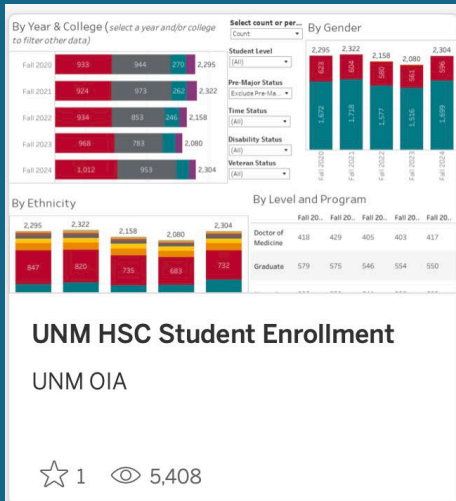 By Year & College (select a year and/or college
to filter other data)
Fall 2020 933 944 270 2,295
Fall 2021 924 973 262 2,322
Fall 2022 934 853 246 2,158
Fall 2023 968 783 2,080
Fall 2024 1,012 953 2,304
Select count or per...
Count
Student Level
(All)
Pre-Major Status
Exclude Pre-Ma...
Time Status
(All)
Disability Status
(All)
Veteran Status
(All)
By Gender
2,295 2,322 2,158 2,080 2,304
623 604 580 561 596
1,672 1,718 1,577 1,516 1,699
Fall 2020 Fall 2021 Fall 2022 Fall 2023 Fall 2024
By Ethnicity
2,295 2,322 2,158 2,080 2,304
847 820 735 683 732
By Level and Program
Fall 20.. Fall 20.. Fall 20.. Fall 20.. Fall 20..
Doctor of
Medicine 418 429 405 403 417
Graduate 579 575 546 554 550
UNM HSC Student Enrollment
UNM OIA
1 5,408